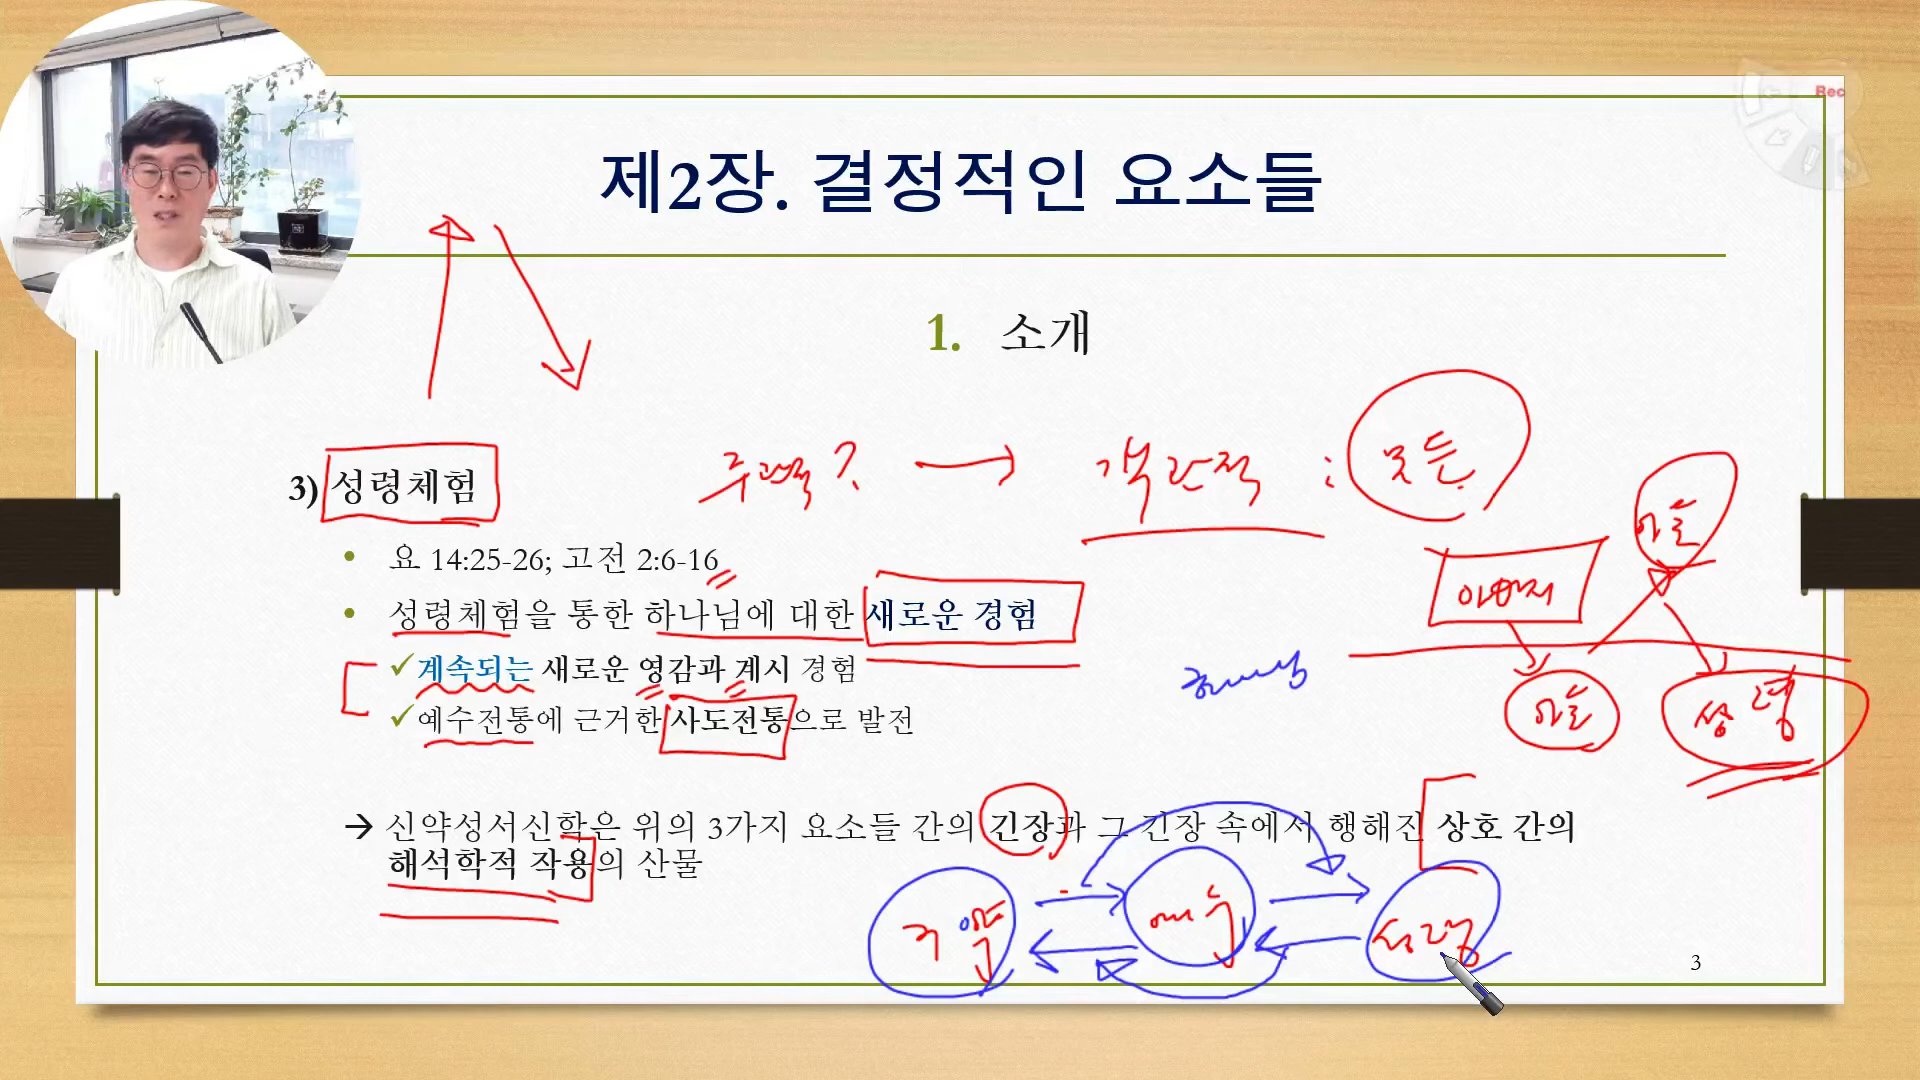 Rec
제2장. 결정적인 요소들
1. 소개
3) 성령체험
주관적? → 객관적 : 모든
• 요 14:25-26; 고전 2:6-16
• 성령체험을 통한 하나님에 대한 새로운 경험
✓계속되는 새로운 영감과 계시 경험
✓예수전통에 근거한 사도전통으로 발전
아들
아버지
하나님
아들
성령
→ 신약성서신학은 위의 3가지 요소들 간의 긴장과 그 긴장 속에서 행해진 상호 간의
해석학적 작용의 산물
구약 예수 성령
3